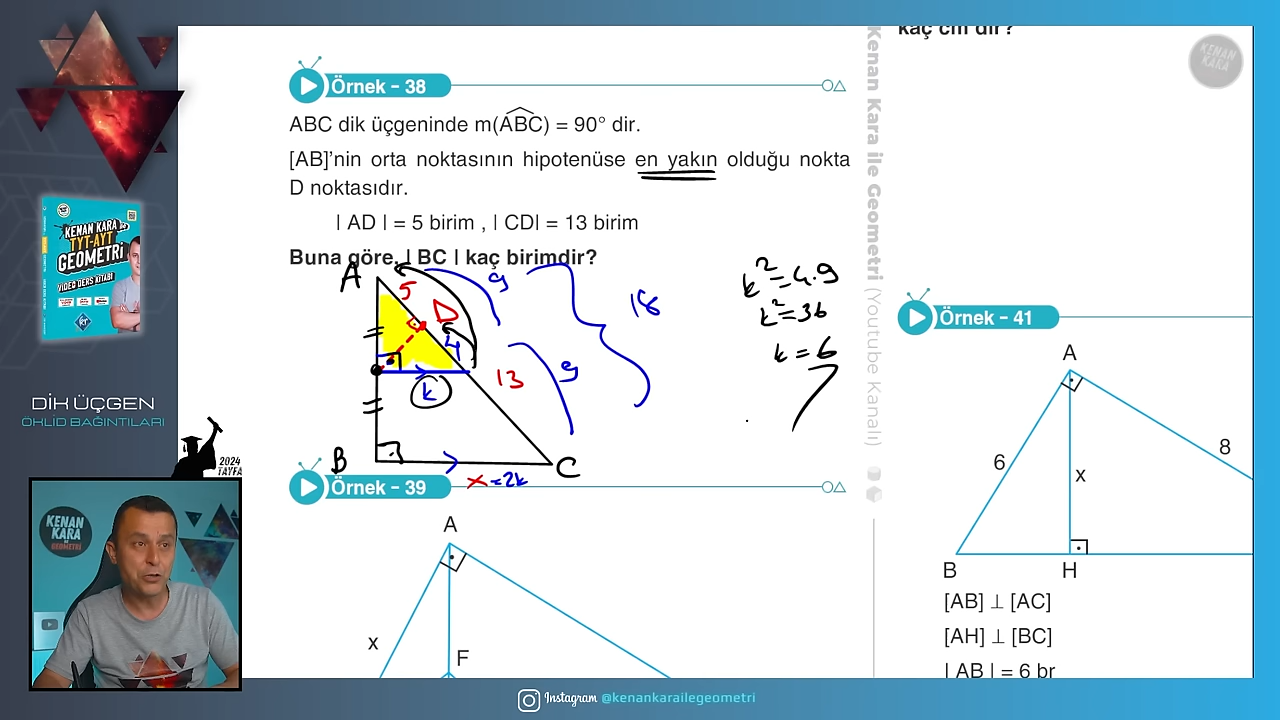 kaç cm dir?
KENAN KARA
Örnek - 38
ABC dik üçgeninde m(ABC) = 90° dir.
[AB]'nin orta noktasının hipotenüse en yakın olduğu nokta
D noktasıdır.
| AD | = 5 birim , | CD| = 13 birim
Buna göre, | BC | kaç birimdir?
A
5
D
9
18
4
13
9
k
B
C
x = 2k
k² = 4.9
k² = 36
k = 6
Kenan Kara ile Geometri (Youtube Kanalı)
Örnek - 39
A
x
F
Örnek - 41
A
6
8
x
B
H
[AB] ⊥ [AC]
[AH] ⊥ [BC]
| AB | = 6 br
KENAN KARA
TYT-AYT
GEOMETRİ
VİDEO DERS KİTABI
DİK ÜÇGEN
ÖKLİD BAĞINTILARI
2024
TAYFA
KENAN
KARA
GEOMETRİ
Instagram @kenankarailegeometri